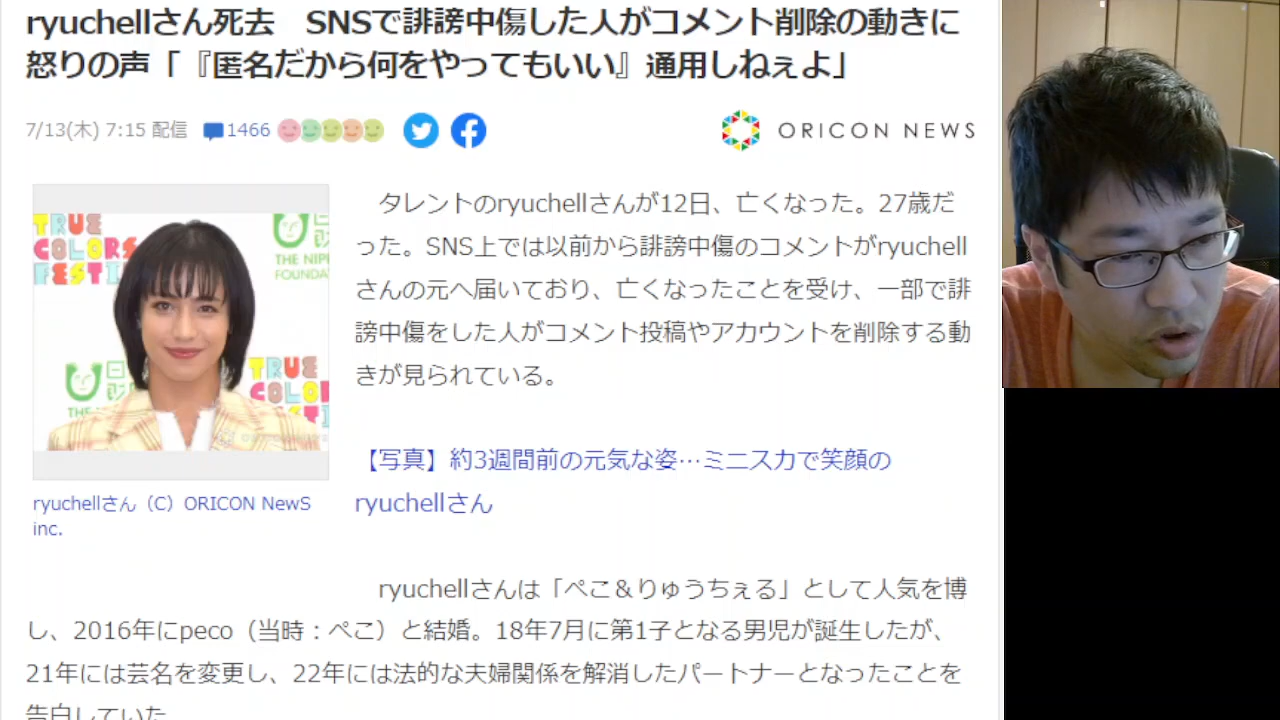 ryuchellさん死去　SNSで誹謗中傷した人がコメント削除の動きに
怒りの声「『匿名だから何をやってもいい』通用しねぇよ」
7/13(木) 7:15 配信 1466
ORICON NEWS
TRUE
COLORS
FESTI
THE NIP
FOUNDA
TRUE
COLOR
FESTI
THE
ryuchellさん（C）ORICON NewS
inc.
タレントのryuchellさんが12日、亡くなった。27歳だ
った。SNS上では以前から誹謗中傷のコメントがryuchell
さんの元へ届いており、亡くなったことを受け、一部で誹
謗中傷をした人がコメント投稿やアカウントを削除する動
きが見られている。
【写真】約3週間前の元気な姿…ミニスカで笑顔の
ryuchellさん
ryuchellさんは「ぺこ＆りゅうちぇる」として人気を博
し、2016年にpeco（当時：ぺこ）と結婚。18年7月に第1子となる男児が誕生したが、
21年には芸名を変更し、22年には法的な夫婦関係を解消したパートナーとなったことを
告白していた